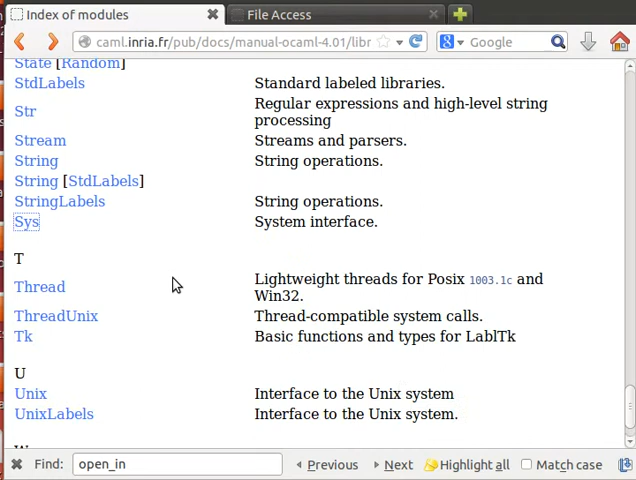 Index of modules
File Access
caml.inria.fr/pub/docs/manual-ocaml-4.01/libr
Google
State [Random]
StdLabels Standard labeled libraries.
Str Regular expressions and high-level string
processing
Stream Streams and parsers.
String String operations.
String [StdLabels]
StringLabels String operations.
Sys System interface.
T
Thread Lightweight threads for Posix 1003.1c and
Win32.
ThreadUnix Thread-compatible system calls.
Tk Basic functions and types for LablTk
U
Unix Interface to the Unix system
UnixLabels Interface to the Unix system.
W
Find: open_in Previous Next Highlight all Match case